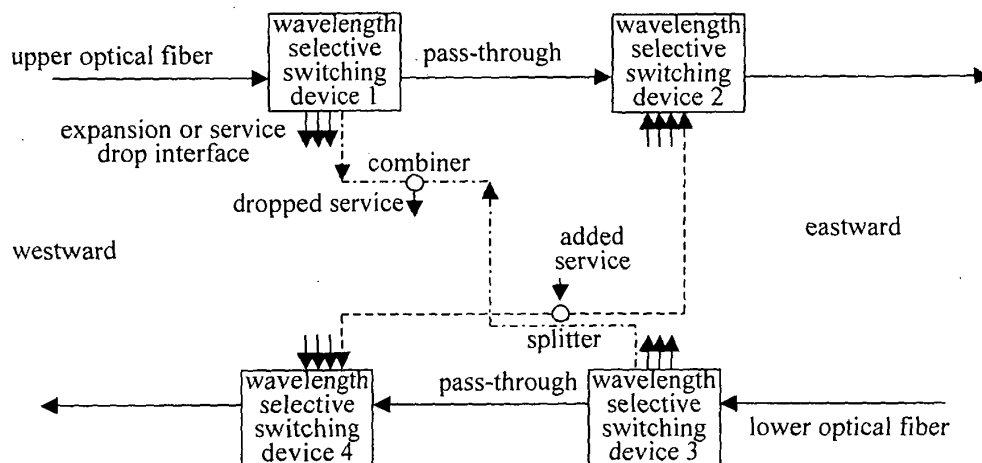 upper optical fiber
wavelength
selective
switching
device 1
pass-through
wavelength
selective
switching
device 2
expansion or service
drop interface
combiner
dropped service
westward
added
service
eastward
splitter
wavelength
selective
switching
device 4
pass-through
wavelength
selective
switching
device 3
lower optical fiber